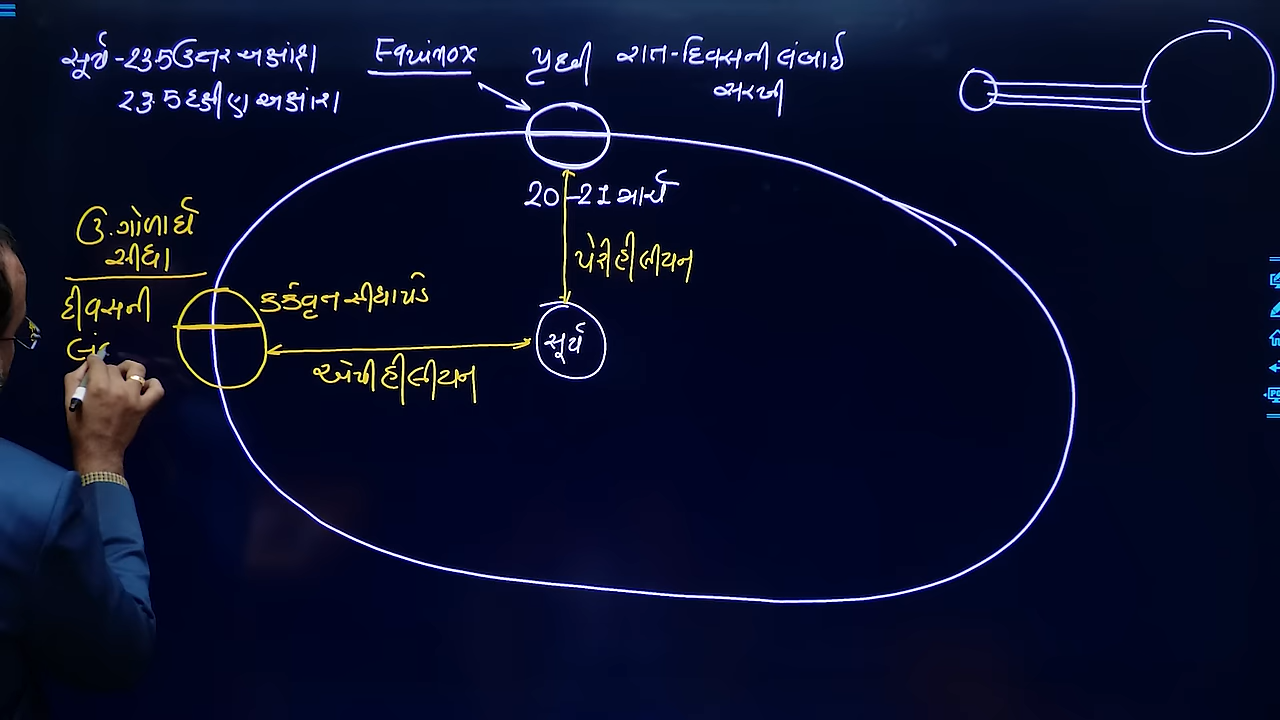 સૂર્ય -23.5 ઉત્તર અક્ષાંશ
23.5 દક્ષીણ અક્ષાંશ
Equinox
પૃથ્વી
રાત-દિવસની લંબાઈ
સરખી
20-21 માર્ચ
પેરીહીલીયન
ઉ.ગોળાર્ધ
સીધા
દીવસની
લં
કર્કવૃત સીધા પડે
સૂર્ય
એપીહીલીયન